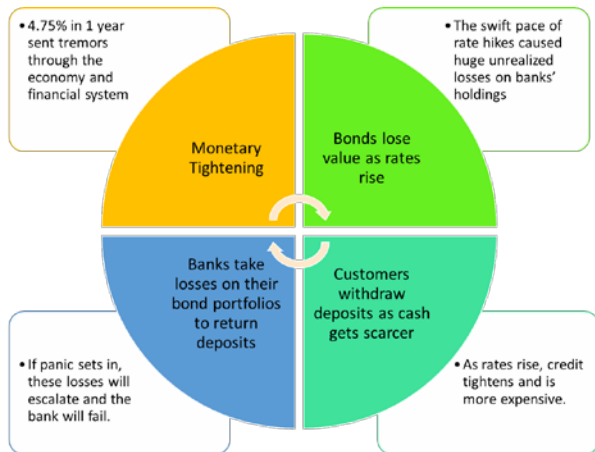 • 4.75% in 1 year
sent tremors
through the
economy and
financial system
• The swift pace of
rate hikes caused
huge unrealized
losses on banks'
holdings
Monetary
Tightening
Bonds lose
value as rates
rise
Banks take
losses on their
bond portfolios
to return
deposits
Customers
withdraw
deposits as cash
gets scarcer
• If panic sets in,
these losses will
escalate and the
bank will fail.
• As rates rise, credit
tightens and is
more expensive.